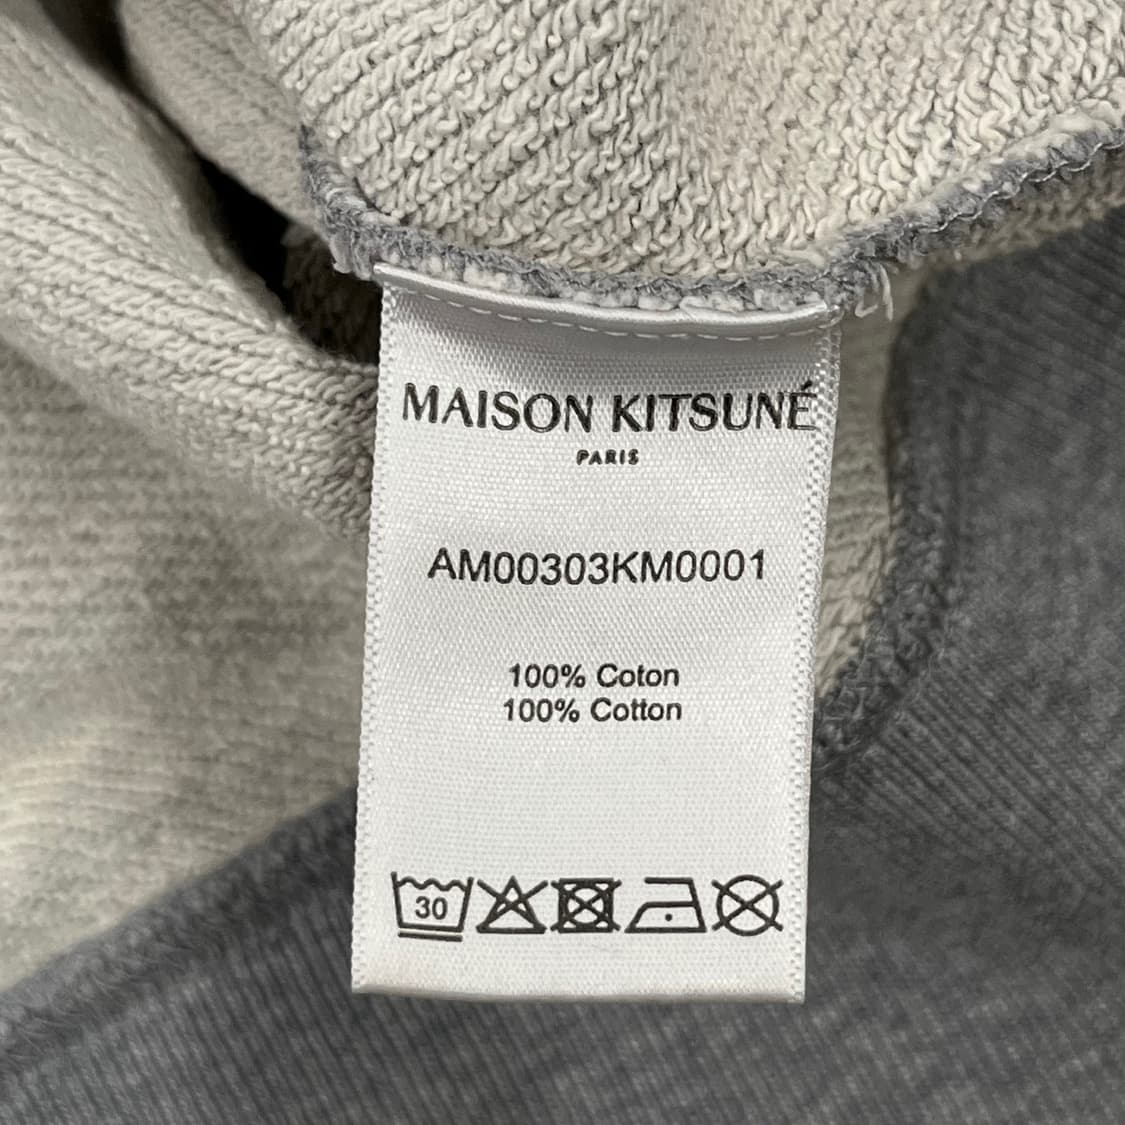 MAISON KITSUNÉ
PARIS
AM00303KM0001
100% Coton
100% Cotton
30